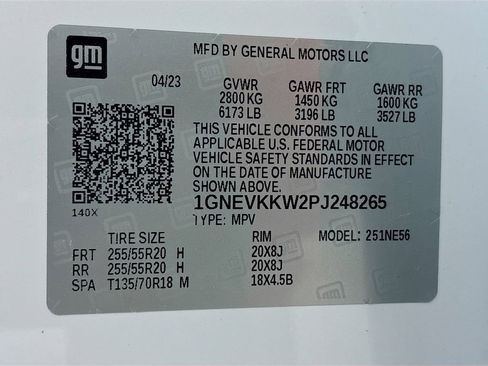 gm
MFD BY GENERAL MOTORS LLC
04/23 GVWR GAWR FRT GAWR RR
2800 KG 1450 KG 1600 KG
6173 LB 3196 LB 3527 LB
THIS VEHICLE CONFORMS TO ALL
APPLICABLE U.S. FEDERAL MOTOR
VEHICLE SAFETY STANDARDS IN EFFECT
ON THE DATE OF MANUFACTURE
SHOWN ABOVE.
140X
1GNEVKKW2PJ248265
TYPE: MPV
TIRE SIZE RIM MODEL: 251NE56
FRT 255/55R20 H 20X8J
RR 255/55R20 H 20X8J
SPA T135/70R18 M 18X4.5B